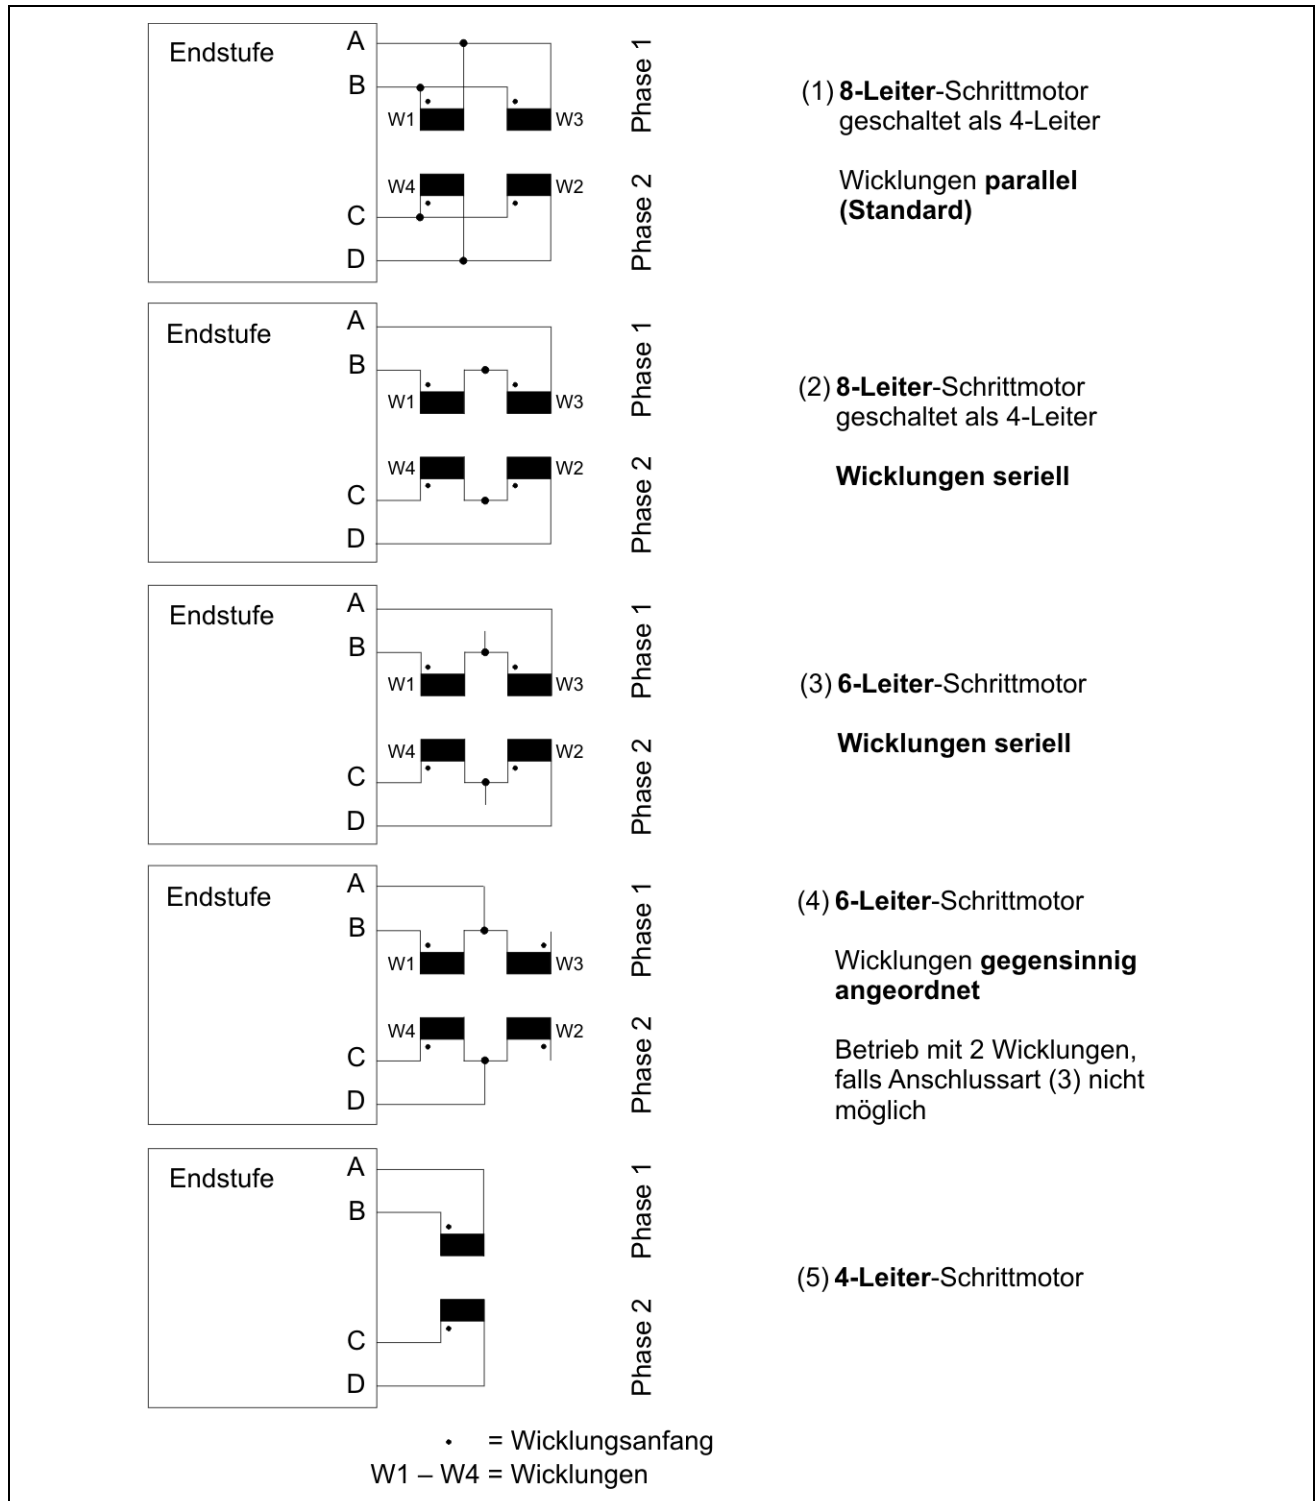 Endstufe
A
B
C
D
W1
W3
W4
W2
Phase 1
Phase 2
(1) 8-Leiter-Schrittmotor
geschaltet als 4-Leiter
Wicklungen parallel
(Standard)
Endstufe
A
B
C
D
W1
W3
W4
W2
Phase 1
Phase 2
(2) 8-Leiter-Schrittmotor
geschaltet als 4-Leiter
Wicklungen seriell
Endstufe
A
B
C
D
W1
W3
W4
W2
Phase 1
Phase 2
(3) 6-Leiter-Schrittmotor
Wicklungen seriell
Endstufe
A
B
C
D
W1
W3
W4
W2
Phase 1
Phase 2
(4) 6-Leiter-Schrittmotor
Wicklungen gegensinnig
angeordnet
Betrieb mit 2 Wicklungen,
falls Anschlussart (3) nicht
möglich
Endstufe
A
B
C
D
Phase 1
Phase 2
(5) 4-Leiter-Schrittmotor
• = Wicklungsanfang
W1 – W4 = Wicklungen